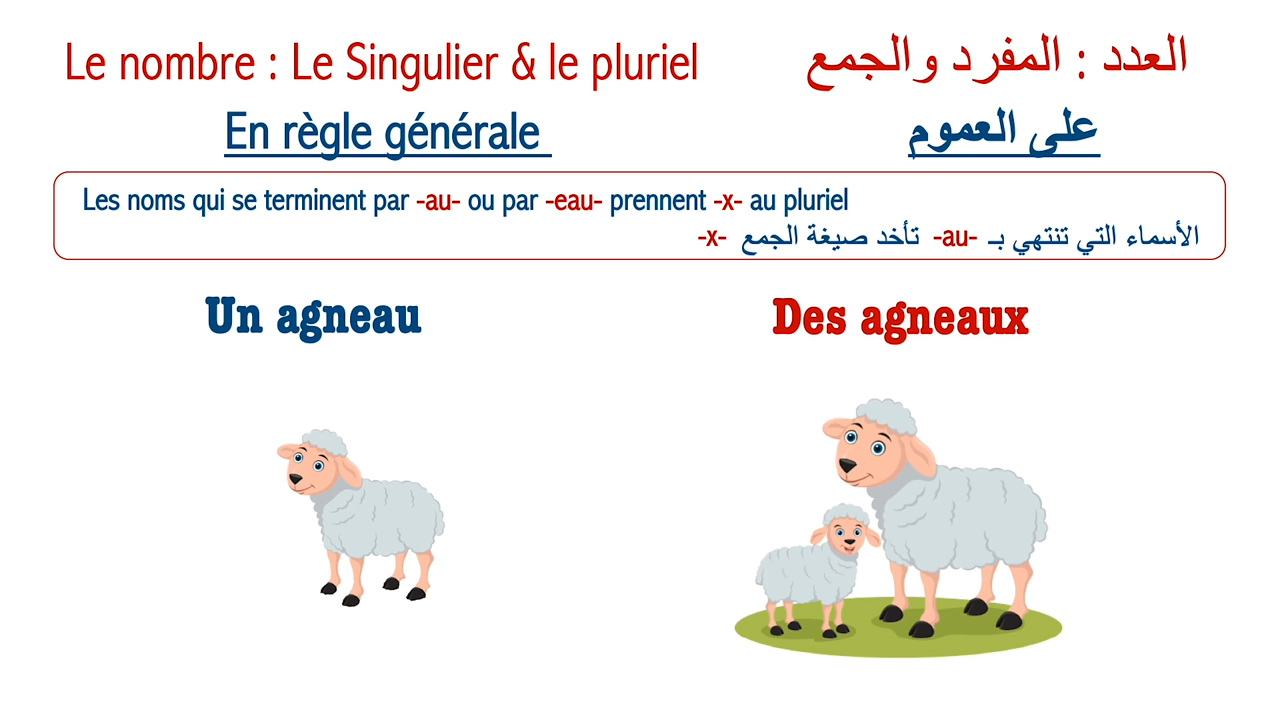 Le nombre : Le Singulier & le pluriel
العدد : المفرد والجمع
En règle générale
على العموم
Les noms qui se terminent par -au- ou par -eau- prennent -x- au pluriel
الأسماء التي تنتهي بـ -au- تأخد صيغة الجمع -x-
Un agneau
Des agneaux